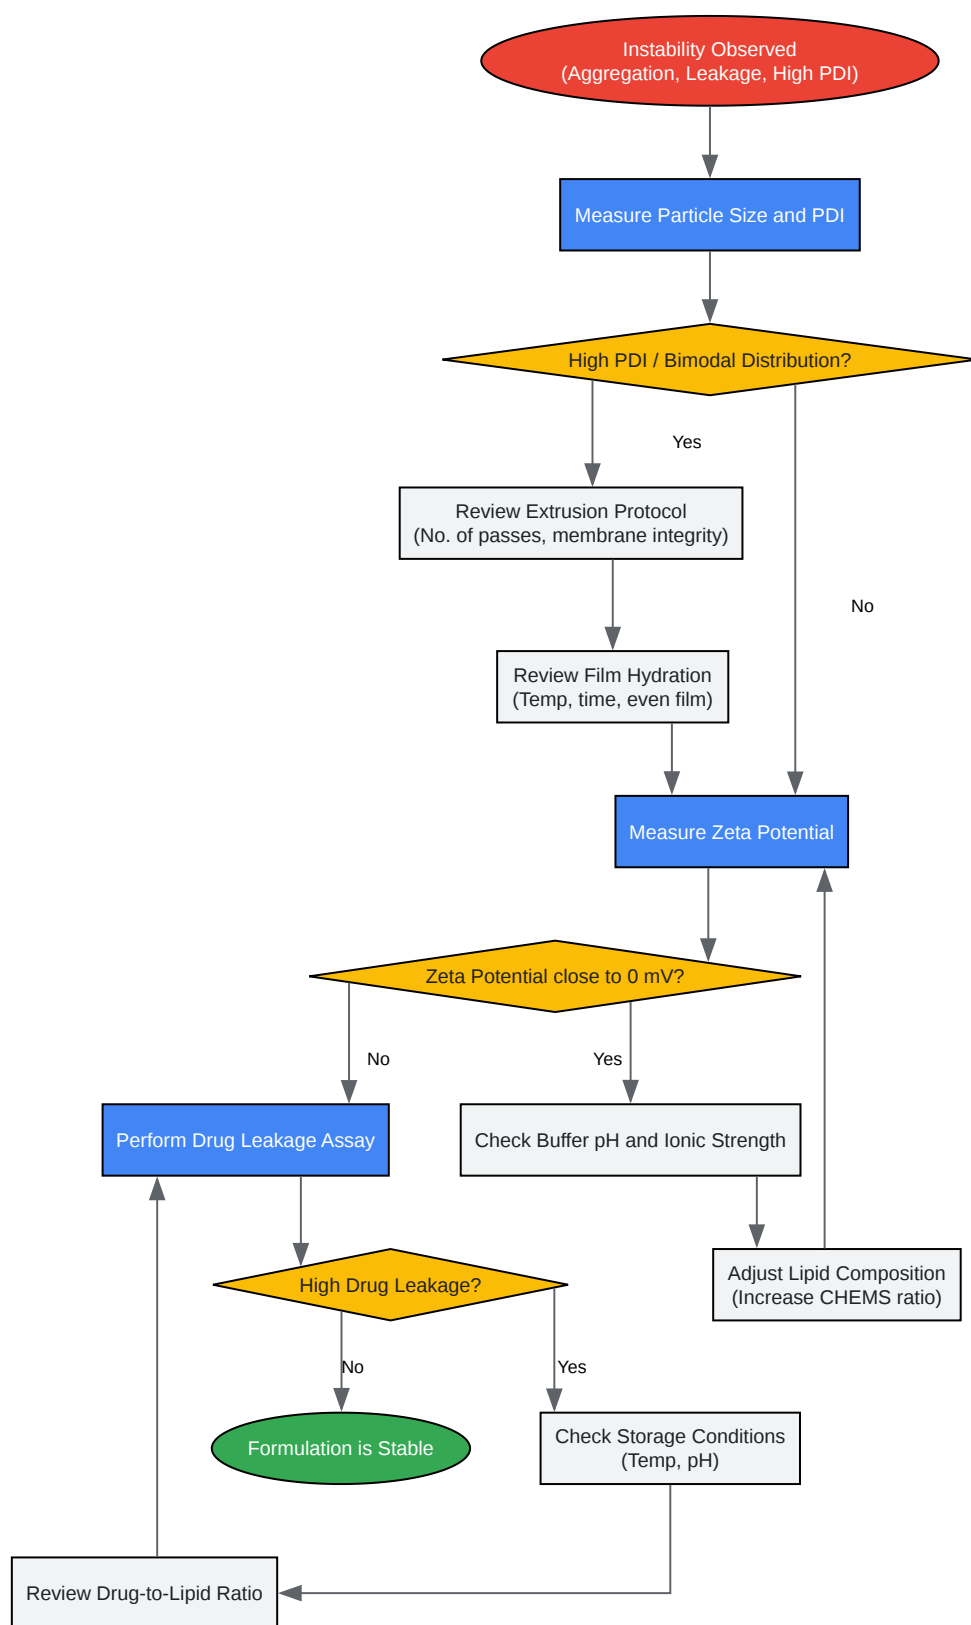 Instability Observed
(Aggregation, Leakage, High PDI)
Measure Particle Size and PDI
High PDI / Bimodal Distribution?
Yes
Review Extrusion Protocol
(No. of passes, membrane integrity)
No
Review Film Hydration
(Temp, time, even film)
Measure Zeta Potential
Zeta Potential close to 0 mV?
No
Yes
Perform Drug Leakage Assay
Check Buffer pH and Ionic Strength
High Drug Leakage?
Adjust Lipid Composition
(Increase CHEMS ratio)
No
Yes
Formulation is Stable
Check Storage Conditions
(Temp, pH)
Review Drug-to-Lipid Ratio